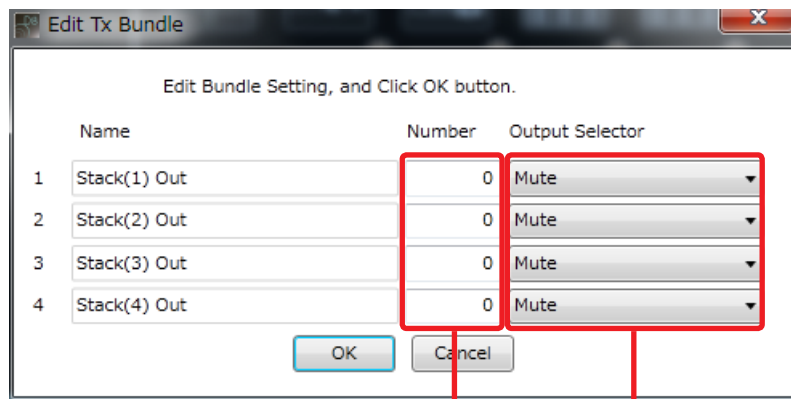 Edit Tx Bundle
Edit Bundle Setting, and Click OK button.
Name Number Output Selector
1 Stack(1) Out 0 Mute
2 Stack(2) Out 0 Mute
3 Stack(3) Out 0 Mute
4 Stack(4) Out 0 Mute
OK Cancel